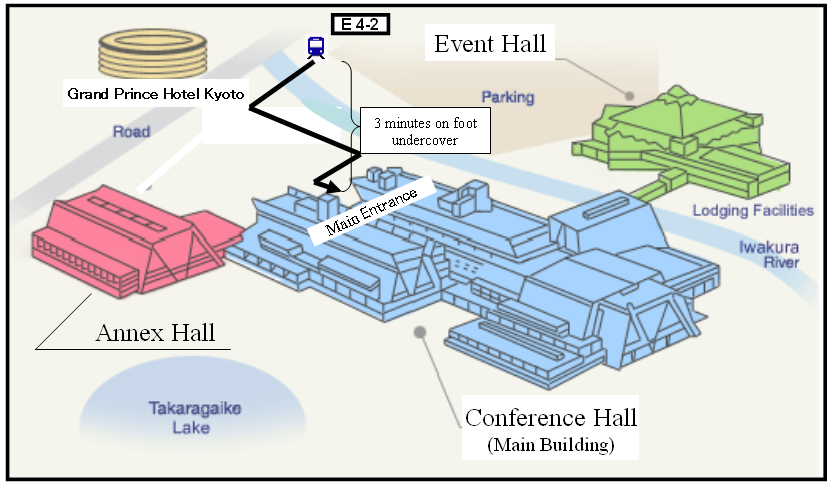 E 4-2
Event Hall
Grand Prince Hotel Kyoto
Parking
Road
3 minutes on foot
undercover
Main Entrance
Lodging Facilities
Iwakura
River
Annex Hall
Takaragaike
Lake
Conference Hall
(Main Building)